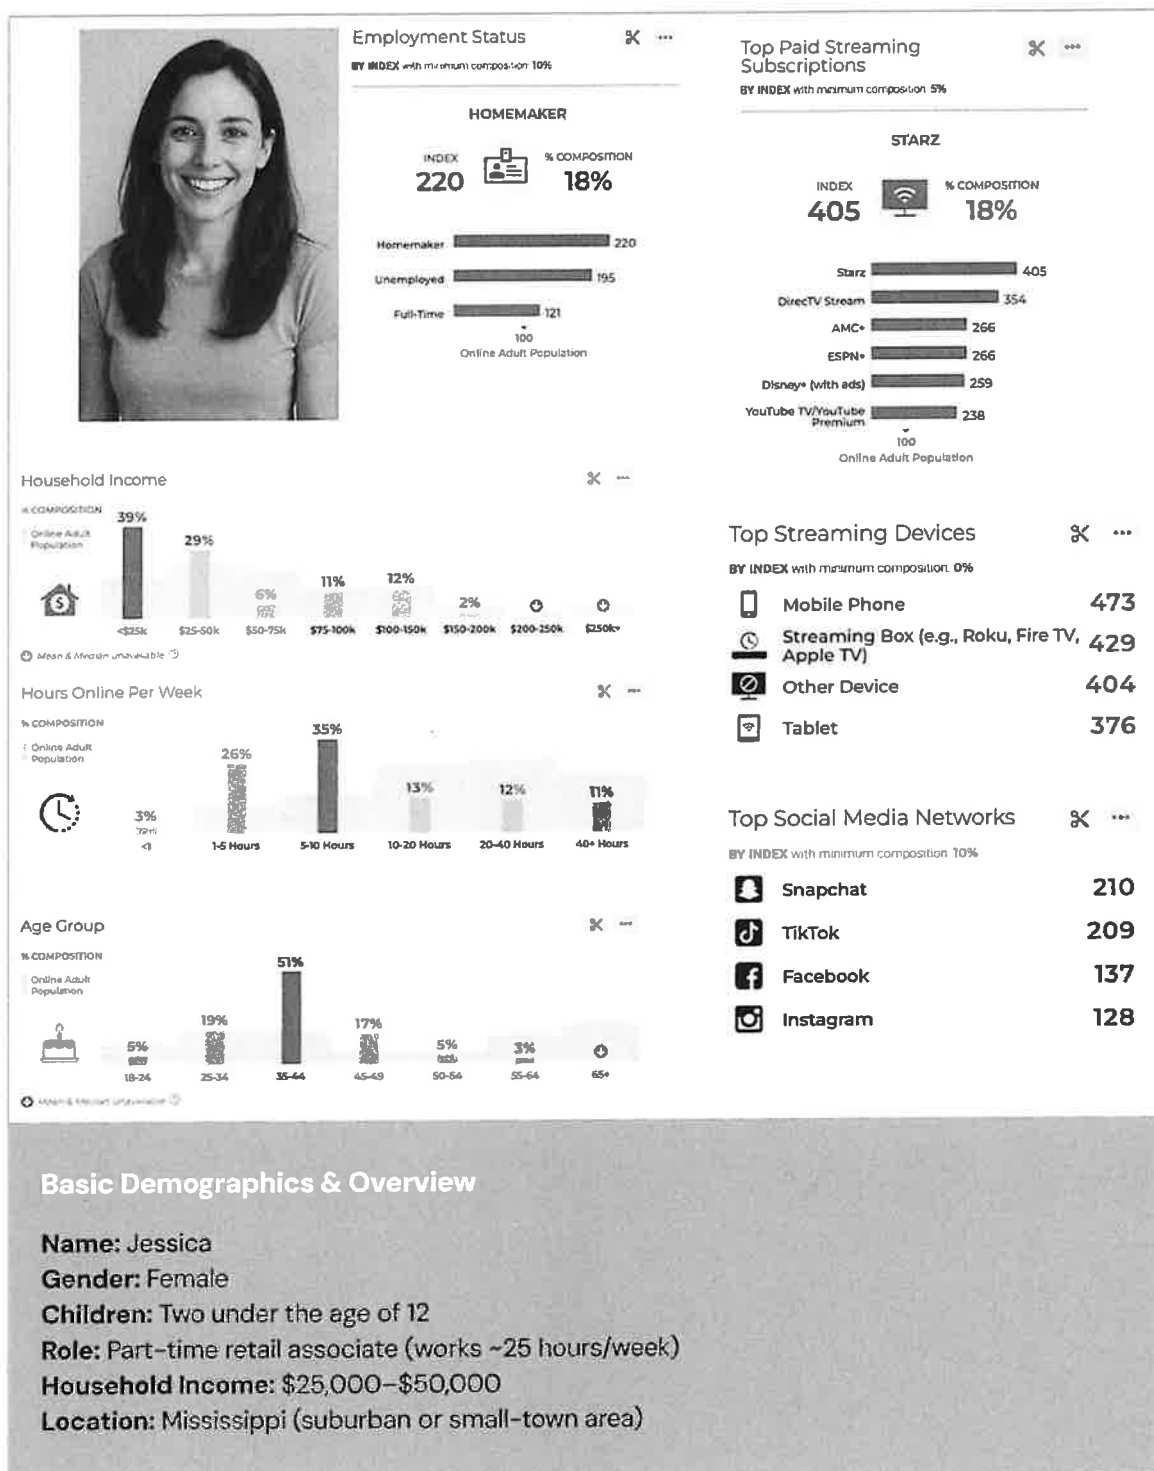 Employment Status
BY INDEX with minimum composition 10%
HOMEMAKER
INDEX
220
% COMPOSITION
18%
Homemaker 220
Unemployed 195
Full-Time 121
100
Online Adult Population
Top Paid Streaming
Subscriptions
BY INDEX with minimum composition 5%
STARZ
INDEX
405
% COMPOSITION
18%
Starz 405
DirecTV Stream 354
AMC+ 266
ESPN+ 266
Disney+ (with ads) 259
YouTube TV/YouTube
Premium 238
100
Online Adult Population
Household Income
% COMPOSITION
Online Adult
Population
39% 29% 6% 11% 12% 2%
<$25k $25-50k $50-75k $75-100k $100-150k $150-200k $200-250k $250k+
Mean & Median unavailable
Hours Online Per Week
% COMPOSITION
Online Adult
Population
3% 26% 35% 13% 12% 11%
<1 1-5 Hours 5-10 Hours 10-20 Hours 20-40 Hours 40+ Hours
Age Group
% COMPOSITION
Online Adult
Population
5% 19% 51% 17% 5% 3%
18-24 25-34 35-44 45-49 50-54 55-64 65+
Mean & Median unavailable
Top Streaming Devices
BY INDEX with minimum composition 0%
Mobile Phone 473
Streaming Box (e.g., Roku, Fire TV,
Apple TV) 429
Other Device 404
Tablet 376
Top Social Media Networks
BY INDEX with minimum composition 10%
Snapchat 210
TikTok 209
Facebook 137
Instagram 128
Basic Demographics & Overview
Name: Jessica
Gender: Female
Children: Two under the age of 12
Role: Part-time retail associate (works ~25 hours/week)
Household Income: $25,000–$50,000
Location: Mississippi (suburban or small-town area)